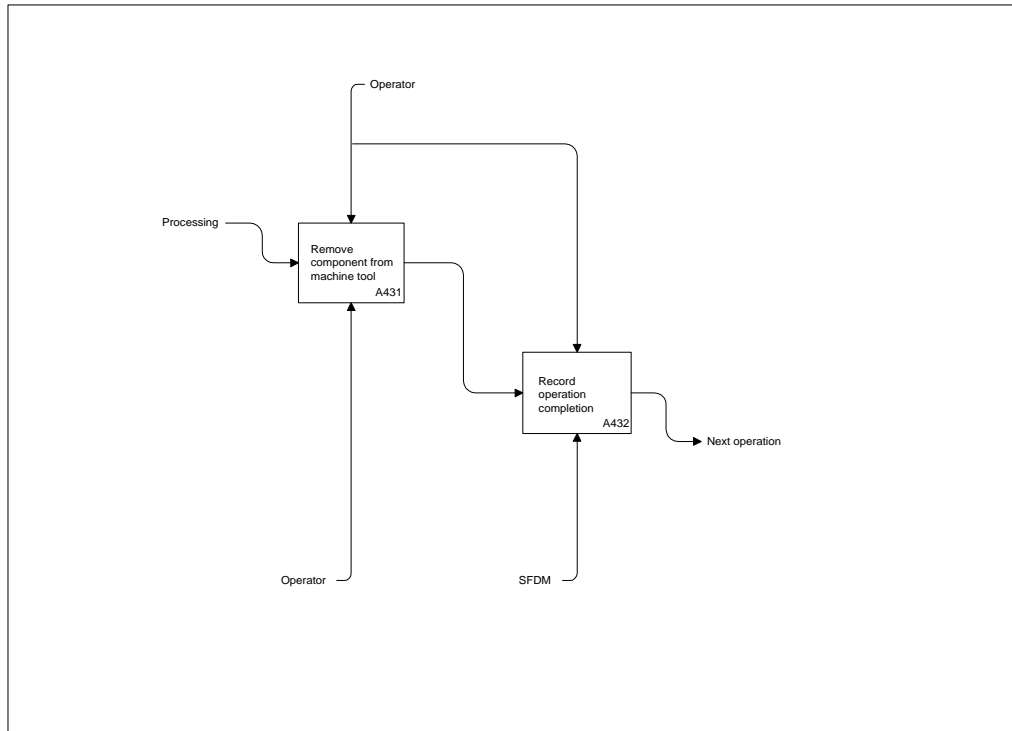 Operator
Processing
Remove
component from
machine tool
A431
Record
operation
completion
A432
Next operation
Operator
SFDM